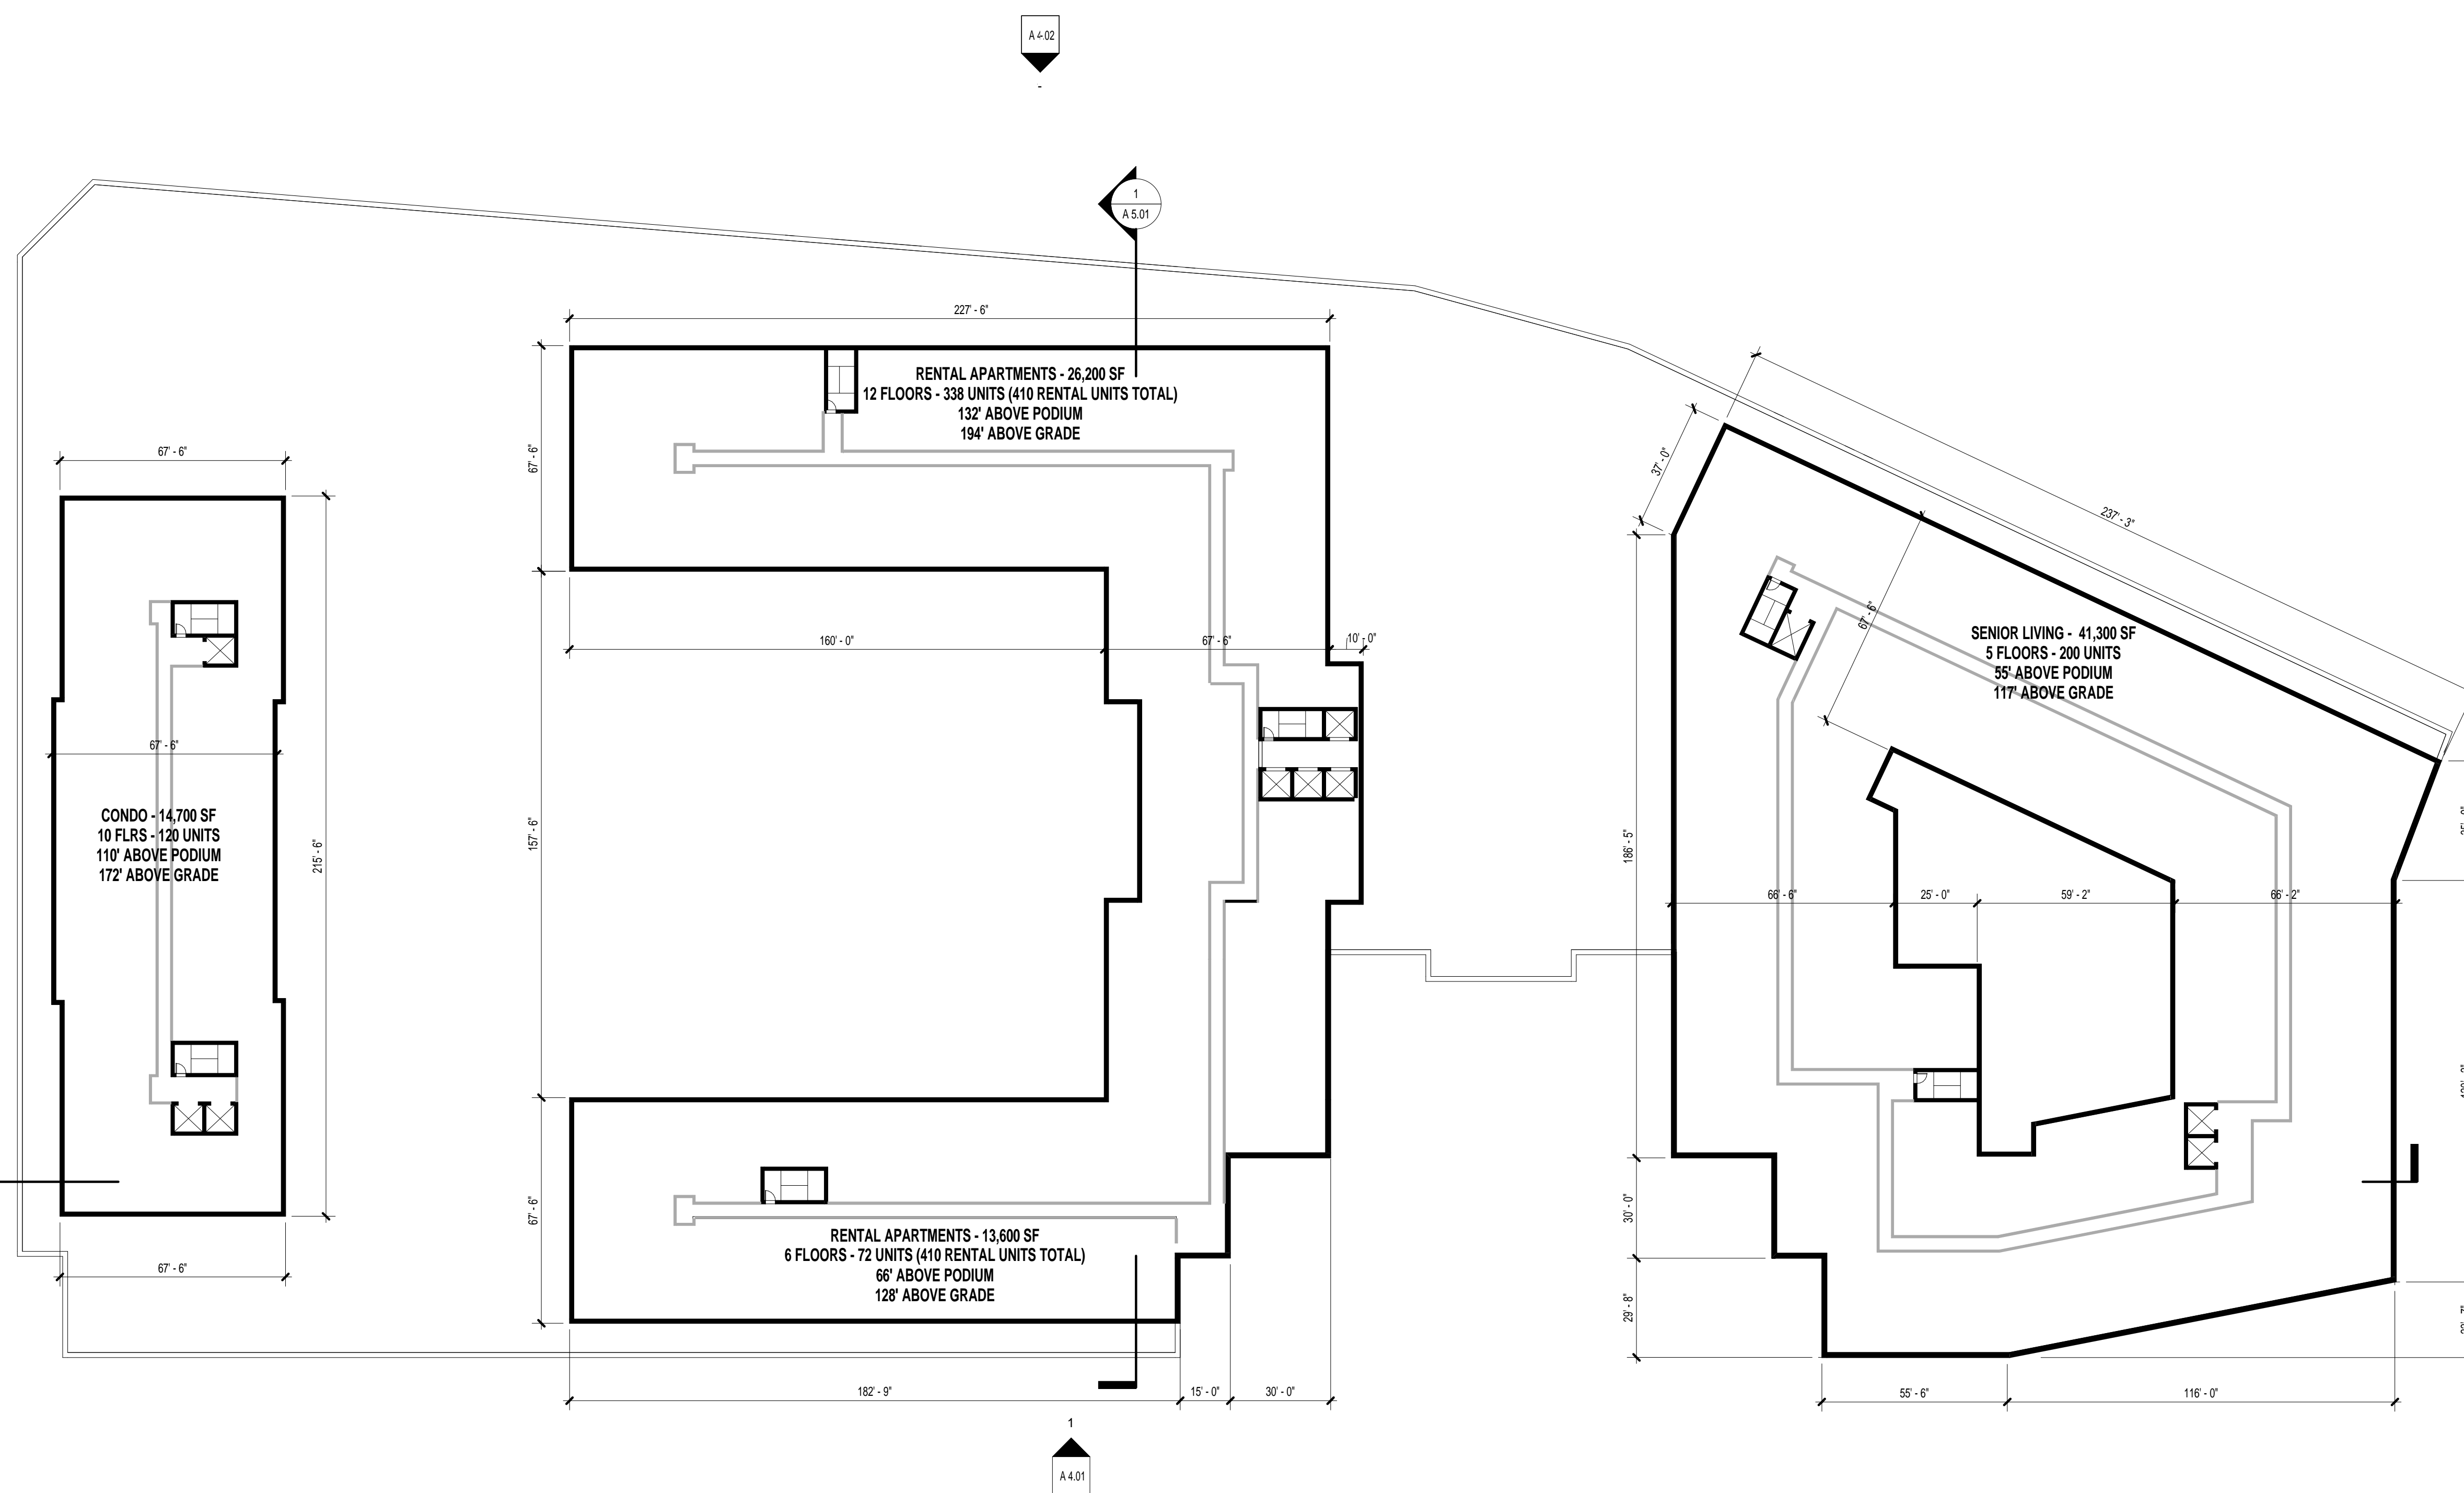 A 4.02
-
1
A 5.01
227' - 6"
67' - 6"
RENTAL APARTMENTS - 26,200 SF
12 FLOORS - 338 UNITS (410 RENTAL UNITS TOTAL)
132' ABOVE PODIUM
194' ABOVE GRADE
160' - 0"
67' - 6"
10' - 0"
157' - 6"
67' - 6"
215' - 6"
67' - 6"
CONDO - 14,700 SF
10 FLRS - 120 UNITS
110' ABOVE PODIUM
172' ABOVE GRADE
67' - 6"
67' - 6"
67' - 6"
RENTAL APARTMENTS - 13,600 SF
6 FLOORS - 72 UNITS (410 RENTAL UNITS TOTAL)
66' ABOVE PODIUM
128' ABOVE GRADE
182' - 9"
15' - 0"
30' - 0"
1
A 4.01
37' - 0"
237' - 3"
67' - 6"
SENIOR LIVING - 41,300 SF
5 FLOORS - 200 UNITS
55' ABOVE PODIUM
117' ABOVE GRADE
186' - 5"
66' - 6"
25' - 0"
59' - 2"
66' - 2"
30' - 0"
29' - 8"
55' - 6"
116' - 0"